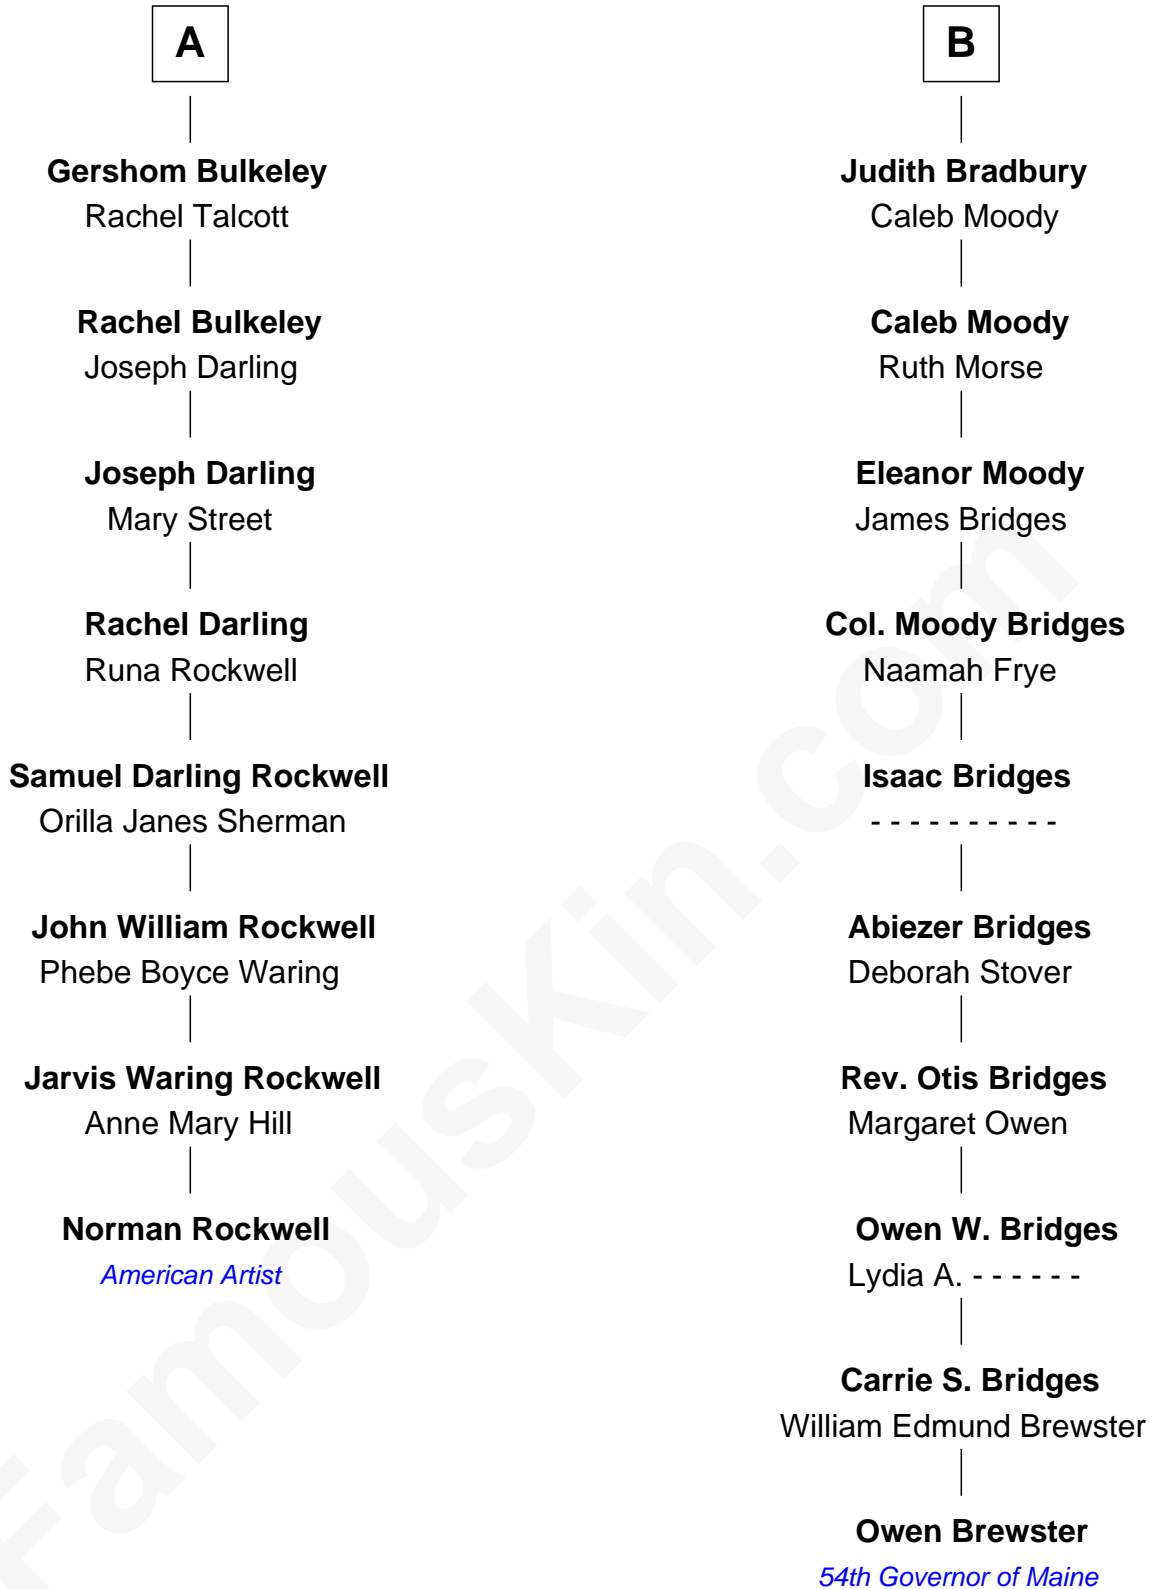 A
Gershom Bulkeley
Rachel Talcott
Rachel Bulkeley
Joseph Darling
Joseph Darling
Mary Street
Rachel Darling
Runa Rockwell
Samuel Darling Rockwell
Orilla Janes Sherman
John William Rockwell
Phebe Boyce Waring
Jarvis Waring Rockwell
Anne Mary Hill
Norman Rockwell
American Artist
B
Judith Bradbury
Caleb Moody
Caleb Moody
Ruth Morse
Eleanor Moody
James Bridges
Col. Moody Bridges
Naamah Frye
Isaac Bridges
- - - - - - - - - -
Abiezer Bridges
Deborah Stover
Rev. Otis Bridges
Margaret Owen
Owen W. Bridges
Lydia A. - - - - - -
Carrie S. Bridges
William Edmund Brewster
Owen Brewster
54th Governor of Maine
FamousKin.com